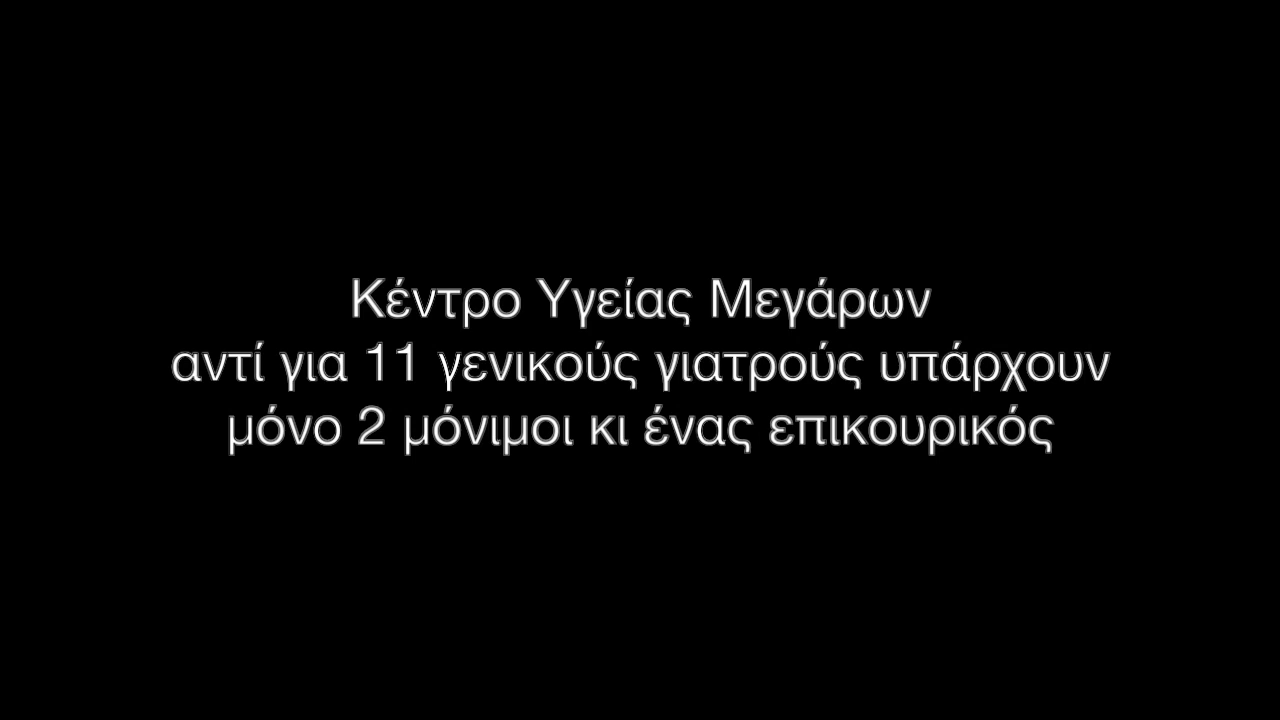 Κέντρο Υγείας Μεγάρων
αντί για 11 γενικούς γιατρούς υπάρχουν
μόνο 2 μόνιμοι κι ένας επικουρικός